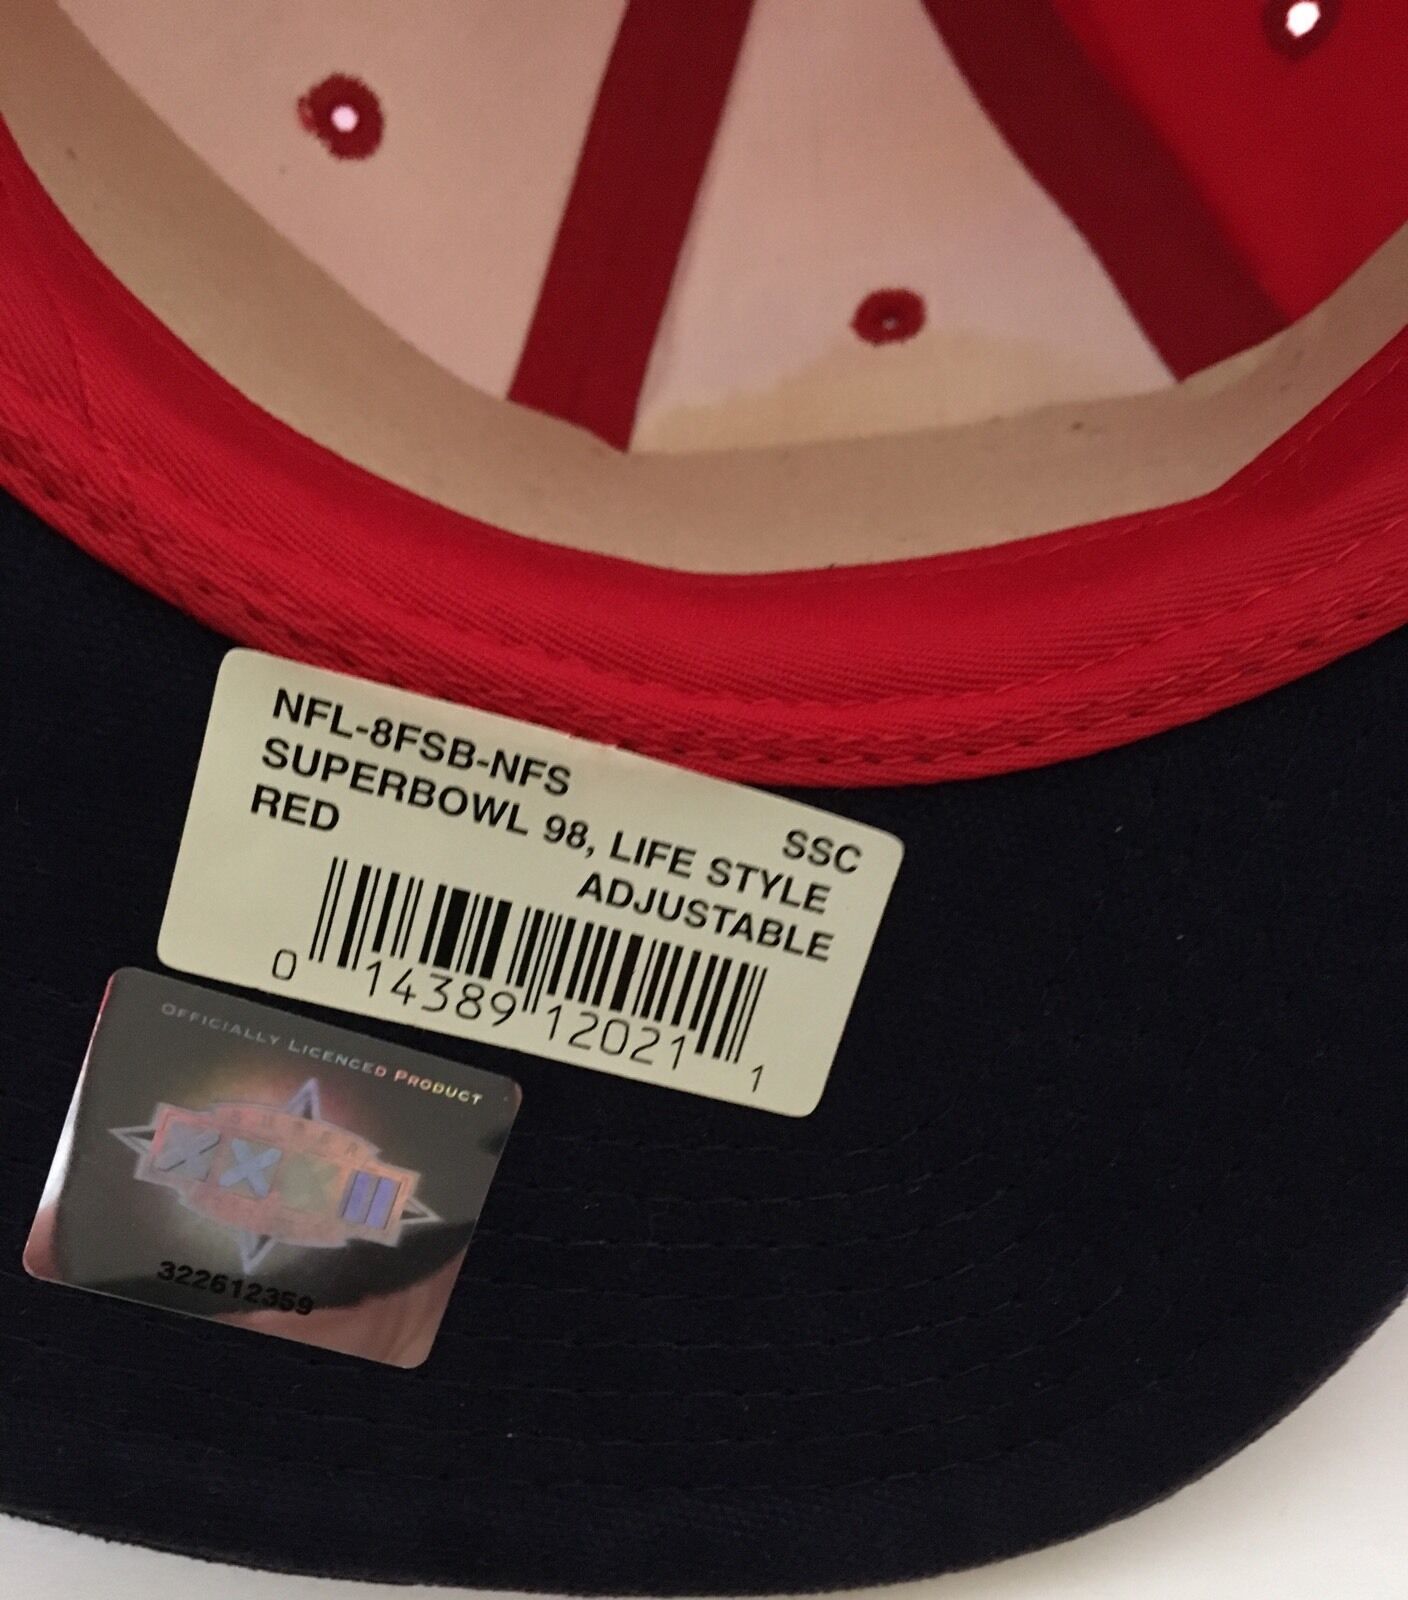 NFL-8FSB-NFS SSC
SUPERBOWL 98, LIFE STYLE
RED ADJUSTABLE
0 14389 12021 1
OFFICIALLY LICENCED PRODUCT
SUPER
XXXII
322612359